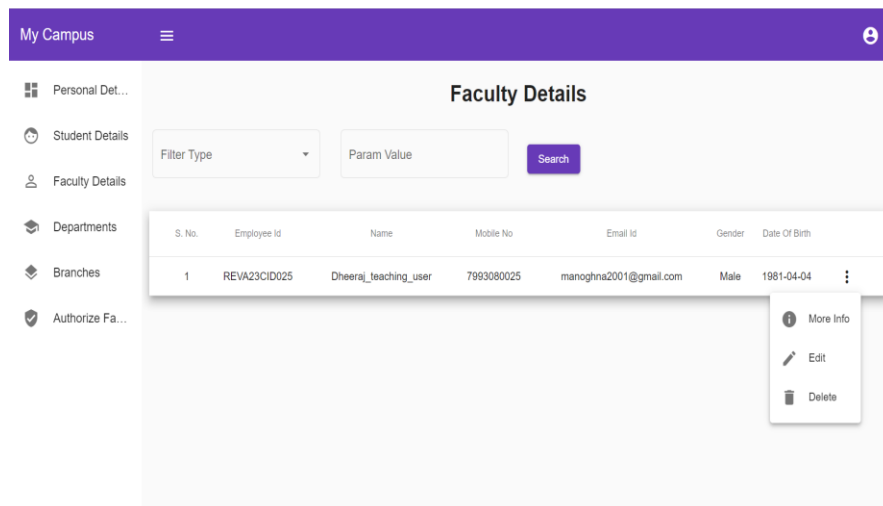 My Campus
Personal Det...
Student Details
Faculty Details
Departments
Branches
Authorize Fa...
Faculty Details
Filter Type
Param Value
Search
S. No. Employee Id Name Mobile No Email Id Gender Date Of Birth
1 REVA23CID025 Dheeraj_teaching_user 7993080025 manoghna2001@gmail.com Male 1981-04-04
More Info
Edit
Delete